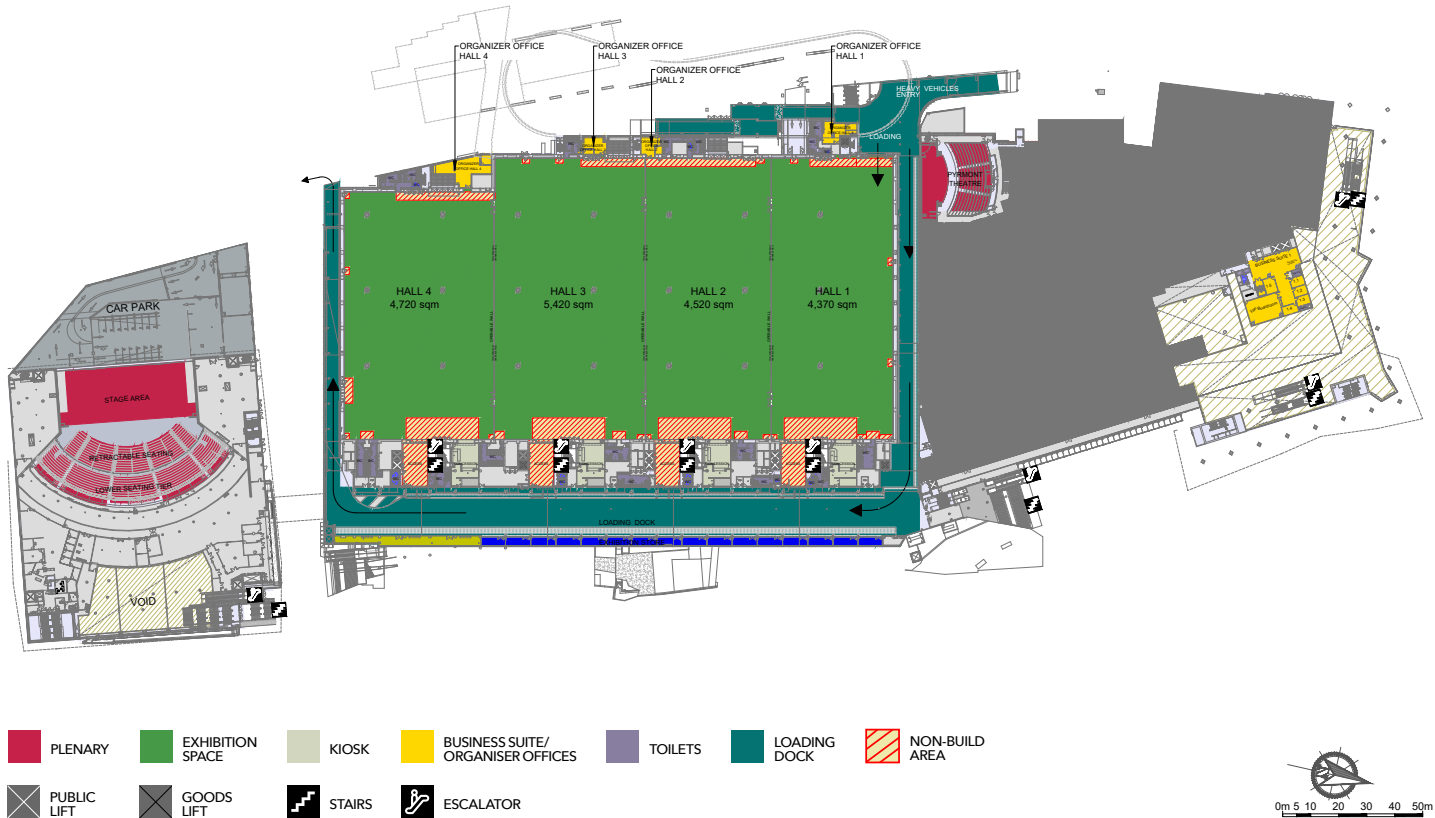 ORGANIZER OFFICE
HALL 4
ORGANIZER OFFICE
HALL 3
ORGANIZER OFFICE
HALL 2
ORGANIZER OFFICE
HALL 1
HEAVY VEHICLES
ENTRY
LOADING
PYRMONT
THEATRE
HALL 4
4,720 sqm
HALL 3
5,420 sqm
HALL 2
4,520 sqm
HALL 1
4,370 sqm
CAR PARK
STAGE AREA
RETRACTABLE SEATING
LOWER SEATING TIER
VOID
LOADING DOCK
BUSINESS SUITE 1
PLENARY
EXHIBITION
SPACE
KIOSK
BUSINESS SUITE/
ORGANISER OFFICES
TOILETS
LOADING
DOCK
NON-BUILD
AREA
PUBLIC
LIFT
GOODS
LIFT
STAIRS
ESCALATOR
0m 5 10 20 30 40 50m